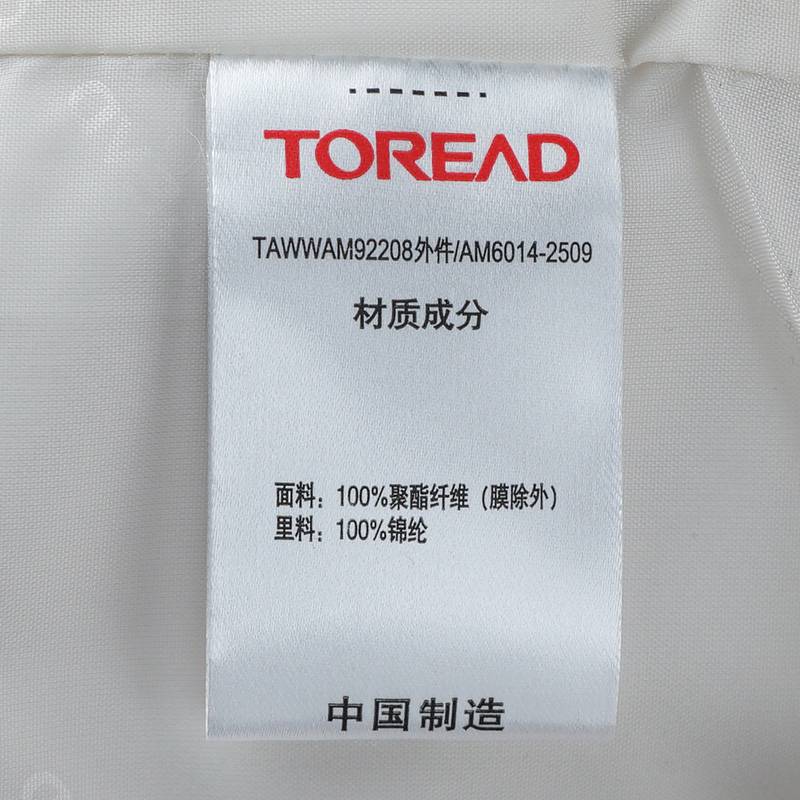 TOREAD
TAWWAM92208外件/AM6014-2509
材质成分
面料：100%聚酯纤维（膜除外）
里料：100%锦纶
中国制造